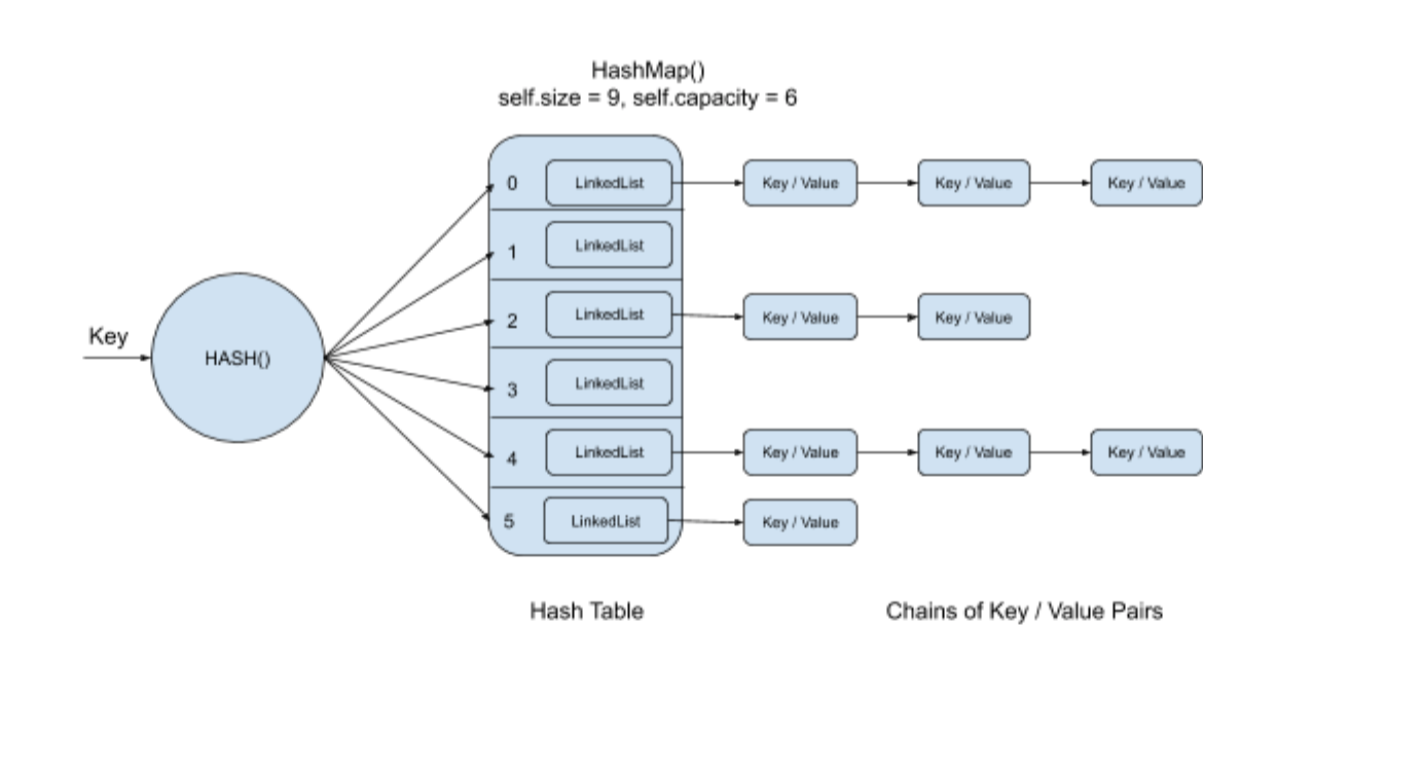 HashMap()
self.size = 9, self.capacity = 6
Key
HASH()
0 LinkedList Key / Value Key / Value Key / Value
1 LinkedList
2 LinkedList Key / Value Key / Value
3 LinkedList
4 LinkedList Key / Value Key / Value Key / Value
5 LinkedList Key / Value
Hash Table
Chains of Key / Value Pairs